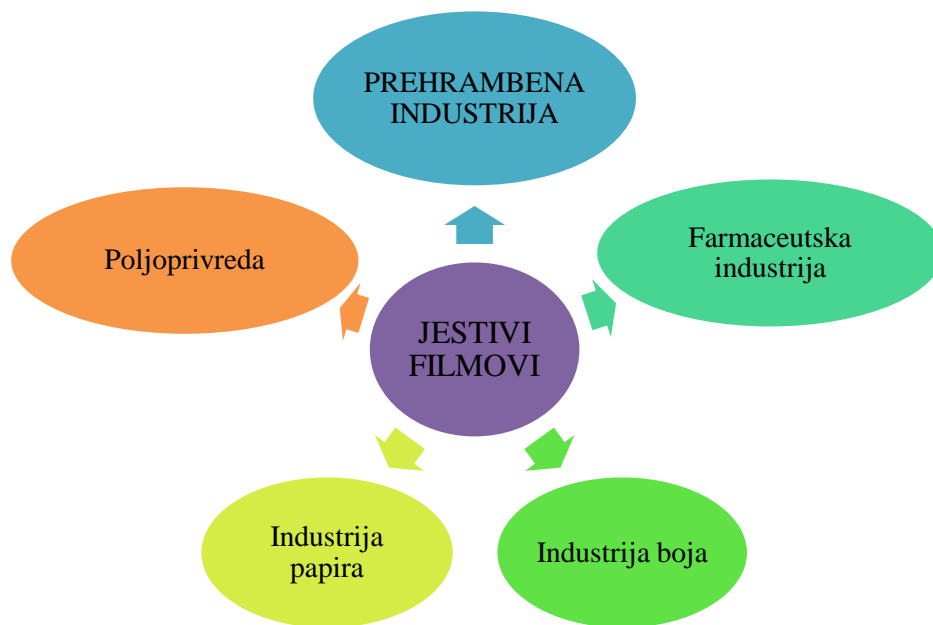 PREHRAMBENA
INDUSTRIJA
Poljoprivreda
Farmaceutska
industrija
JESTIVI
FILMOVI
Industrija
papira
Industrija boja